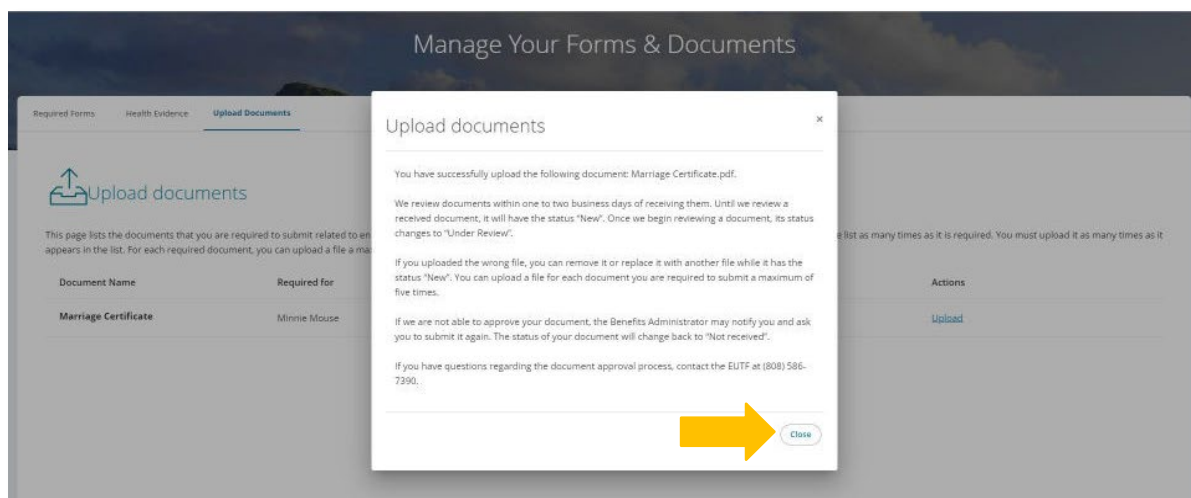 Manage Your Forms & Documents
Required Forms Health Evidence Upload Documents
Upload documents
This page lists the documents that you are required to submit related to en
e list as many times as it is required. You must upload it as many times as it
appears in the list. For each required document, you can upload a file a ma
Document Name Required for Actions
Marriage Certificate Minnie Mouse Upload
Upload documents ×
You have successfully upload the following document: Marriage Certificate.pdf.
We review documents within one to two business days of receiving them. Until we review a
received document, it will have the status "New". Once we begin reviewing a document, its status
changes to "Under Review".
If you uploaded the wrong file, you can remove it or replace it with another file while it has the
status "New". You can upload a file for each document you are required to submit a maximum of
five times.
If we are not able to approve your document, the Benefits Administrator may notify you and ask
you to submit it again. The status of your document will change back to "Not received".
If you have questions regarding the document approval process, contact the EUTF at (808) 586-
7390.
Close